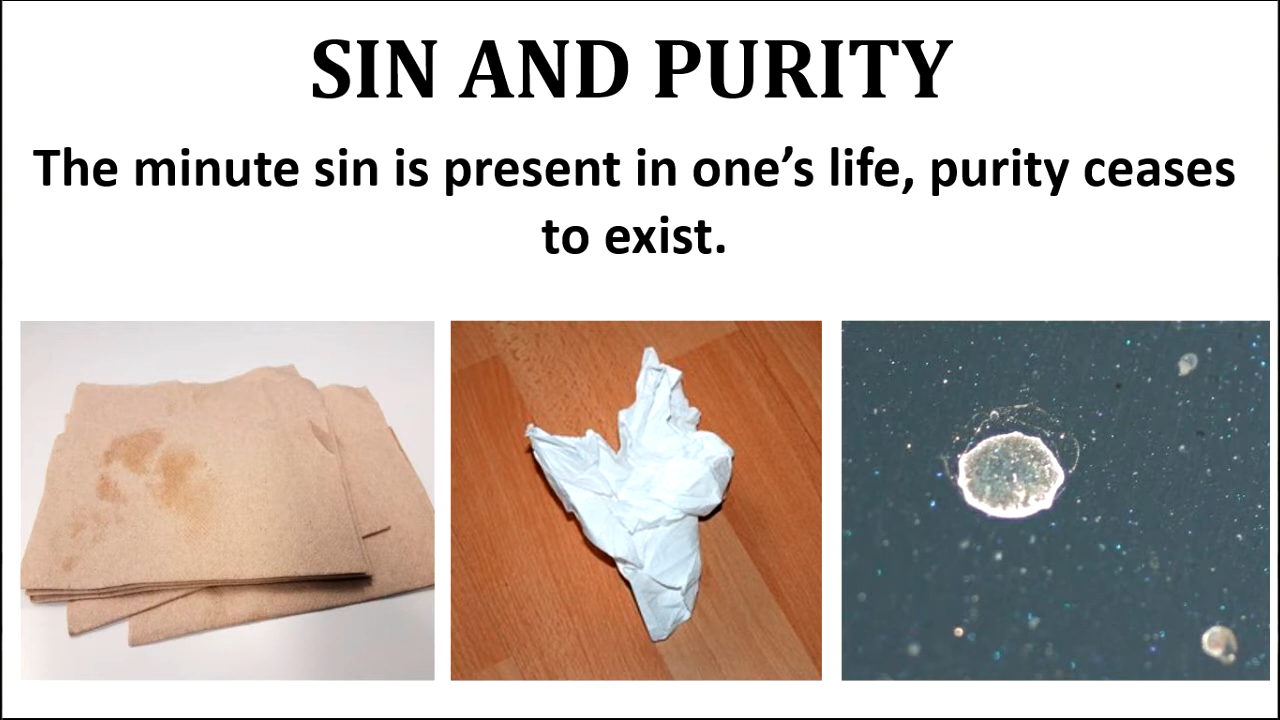 SIN AND PURITY
The minute sin is present in one’s life, purity ceases
to exist.